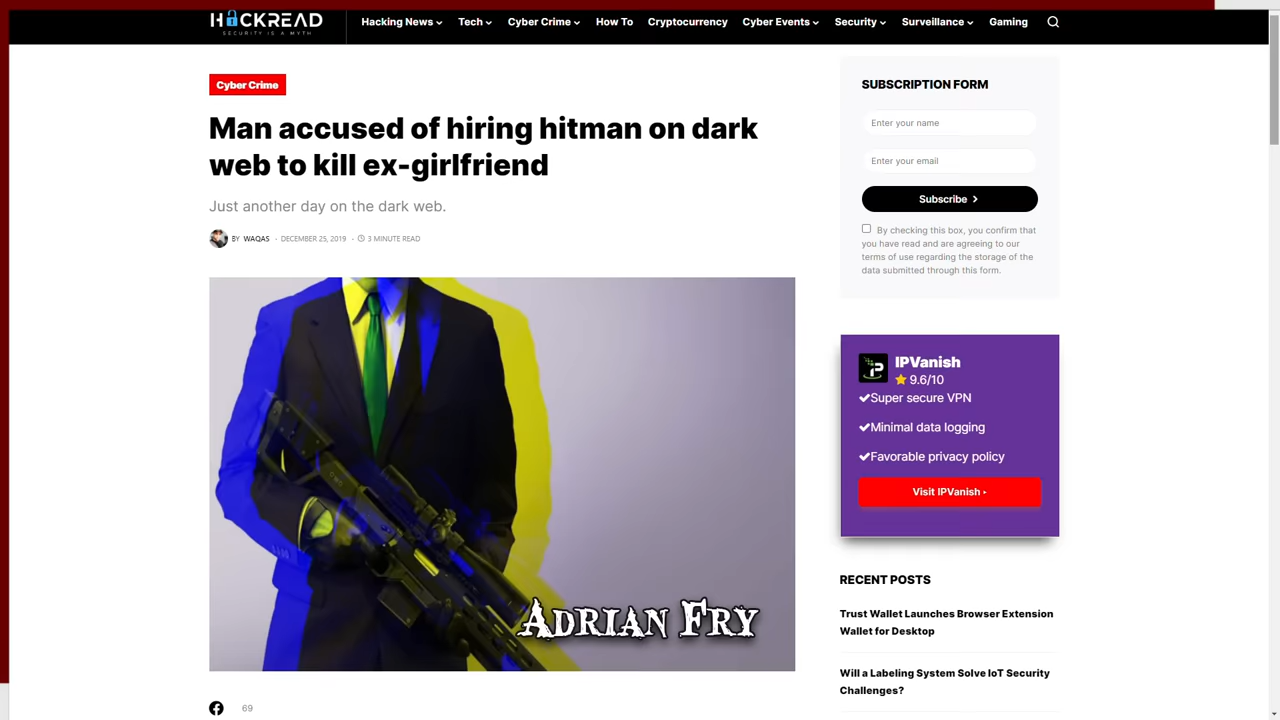 HACKREAD
SECURITY IS A MYTH
Hacking News Tech Cyber Crime How To Cryptocurrency Cyber Events Security Surveillance Gaming
Cyber Crime
Man accused of hiring hitman on dark
web to kill ex-girlfriend
Just another day on the dark web.
BY WAQAS - DECEMBER 25, 2019 - 3 MINUTE READ
ADRIAN FRY
69
SUBSCRIPTION FORM
Enter your name
Enter your email
Subscribe
By checking this box, you confirm that
you have read and are agreeing to our
terms of use regarding the storage of the
data submitted through this form.
IPVanish
9.6/10
Super secure VPN
Minimal data logging
Favorable privacy policy
Visit IPVanish
RECENT POSTS
Trust Wallet Launches Browser Extension
Wallet for Desktop
Will a Labeling System Solve IoT Security
Challenges?